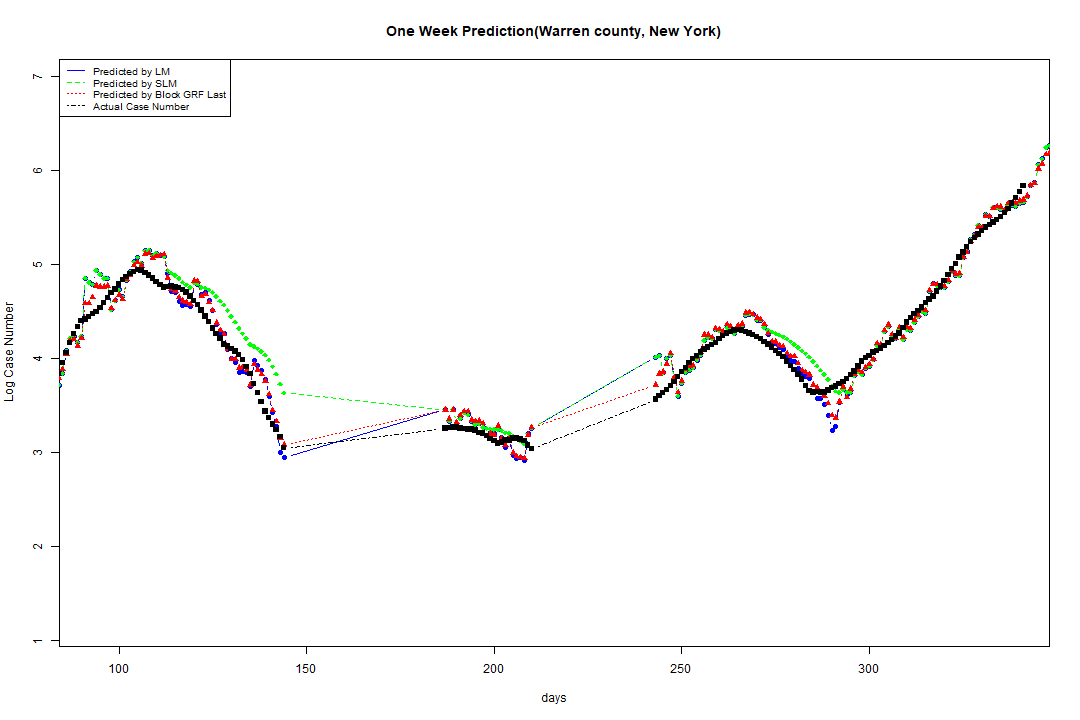 One Week Prediction(Warren county, New York)
Predicted by LM
Predicted by SLM
Predicted by Block GRF Last
Actual Case Number
Log Case Number
7
6
5
4
3
2
1
100 150 200 250 300
days